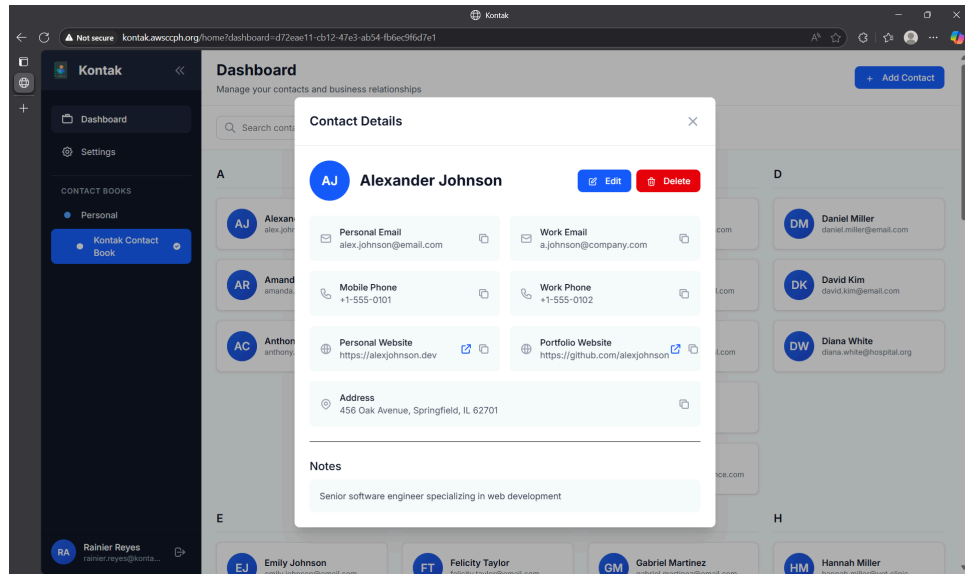 Kontak
Not secure kontak.awsccph.org/home?dashboard=d72eae11-cb12-47e3-ab54-fb6ec9f6d7e1
Kontak
Dashboard
Settings
CONTACT BOOKS
Personal
Kontak Contact
Book
RA
Rainier Reyes
rainier.reyes@konta...
Dashboard
Manage your contacts and business relationships
+ Add Contact
Search
A
D
AJ
AR
AC
.com
DM
Daniel Miller
daniel.miller@email.com
DK
David Kim
david.kim@email.com
DW
Diana White
diana.white@hospital.org
Contact Details
AJ
Alexander Johnson
Edit
Delete
Personal Email
alex.johnson@email.com
Work Email
a.johnson@company.com
Mobile Phone
+1-555-0101
Work Phone
+1-555-0102
Personal Website
https://alexjohnson.dev
Portfolio Website
https://github.com/alexjohnson
Address
456 Oak Avenue, Springfield, IL 62701
Notes
Senior software engineer specializing in web development
E
H
EJ
Emily Johnson
FT
Felicity Taylor
GM
Gabriel Martinez
HM
Hannah Miller